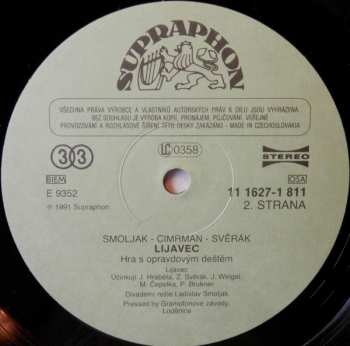 SUPRAPHON
VŠECHNA PRÁVA VÝROBCE A VLASTNÍKŮ AUTORSKÝCH PRÁV K DÍLU JSOU VYHRAZENA
BEZ SOUHLASU JE VÝROBA KOPIÍ, PRONÁJEM, PŮJČOVÁNÍ, VEŘEJNÉ
PROVOZOVÁNÍ A ROZHLASOVÉ ŠÍŘENÍ TÉTO DESKY ZAKÁZÁNO - MADE IN CZECHOSLOVAKIA
33
LC 0358
STEREO
BIEM
OSA
E 9352
11 1627-1 811
℗ 1991 Supraphon
2. STRANA
SMOLJAK - CIMRMAN - SVĚRÁK
LIJAVEC
Hra s opravdovým deštěm
Lijavec
Účinkují J. Hraběta, Z. Svěrák, J. Weigel,
M. Čepelka, P. Brukner
Divadelní režie Ladislav Smoljak
Pressed by Gramofonové závody,
Loděnice